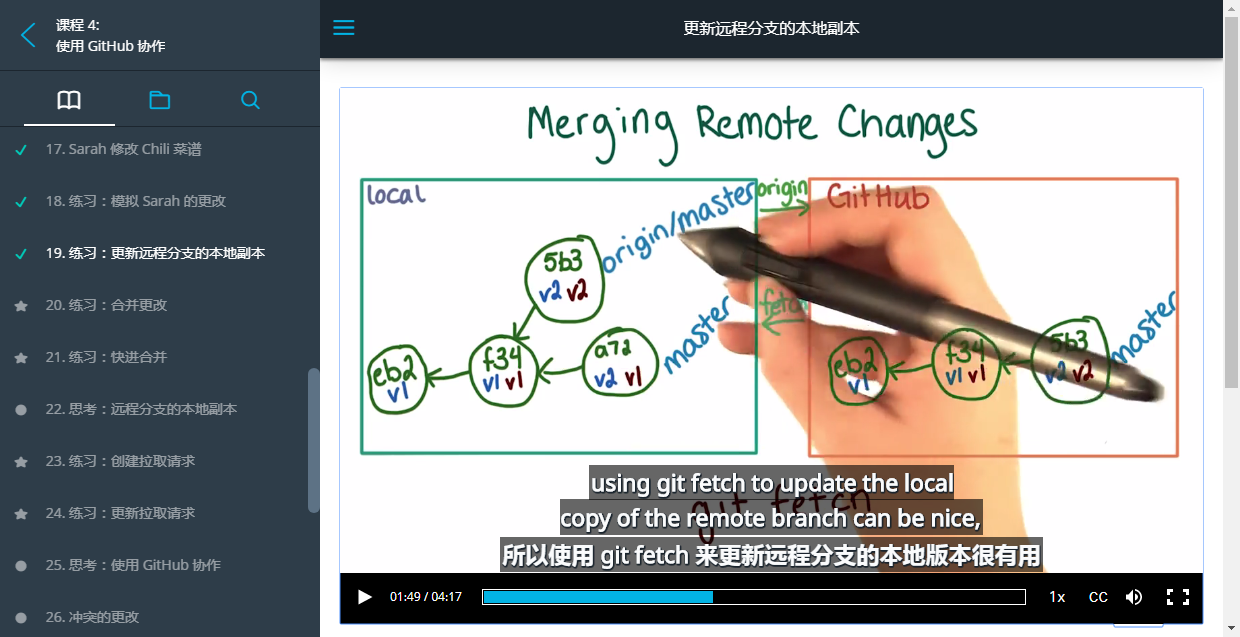 课程 4:
使用 GitHub 协作
17. Sarah 修改 Chili 菜谱
18. 练习：模拟 Sarah 的更改
19. 练习：更新远程分支的本地副本
20. 练习：合并更改
21. 练习：快进合并
22. 思考：远程分支的本地副本
23. 练习：创建拉取请求
24. 练习：更新拉取请求
25. 思考：使用 GitHub 协作
26. 冲突的更改
更新远程分支的本地副本
Merging Remote Changes
local
origin/master
5b3
v2 v2
master
eb2
v1
f34
v1 v1
a72
v2 v1
origin
fetch
GitHub
master
eb2
v1
f34
v1 v1
5b3
v2 v2
git fetch
using git fetch to update the local
copy of the remote branch can be nice,
所以使用 git fetch 来更新远程分支的本地版本很有用
01:49 / 04:17
1x
CC